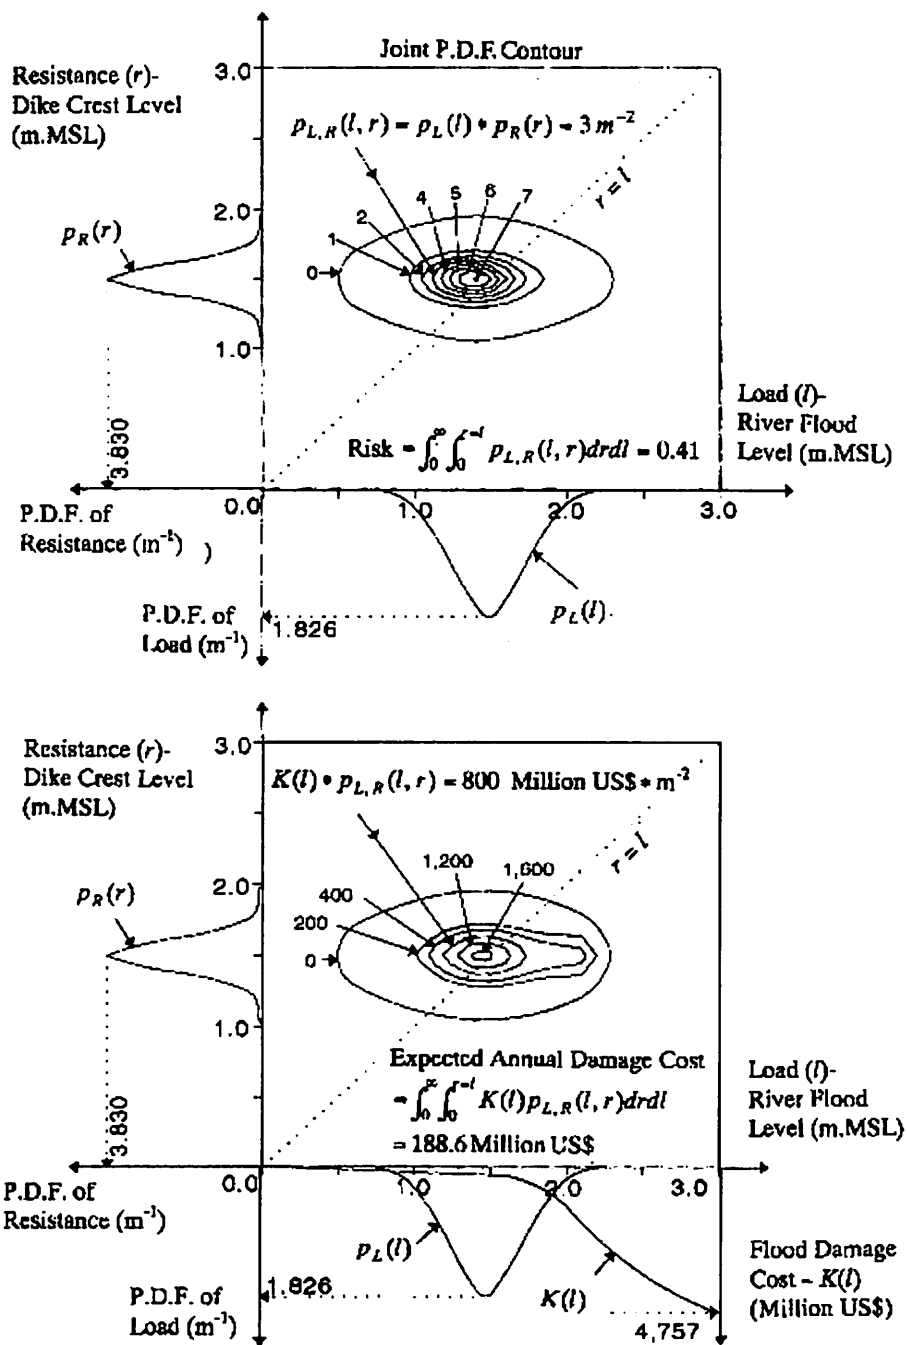 Joint P.D.F. Contour
Resistance (r)-
Dike Crest Level
(m.MSL)
3.0
p_{L,R}(l, r) = p_L(l) * p_R(r) = 3 m^{-2}
r = l
2.0
p_R(r)
0
1
2
4
5
6
7
1.0
3.830
Load (l)-
River Flood
Level (m.MSL)
Risk = ∫_0^∞ ∫_0^{r=l} p_{L,R}(l, r)drdl = 0.41
0.0
1.0
2.0
3.0
P.D.F. of
Resistance (m^{-1})
)
P.D.F. of
Load (m^{-1})
1.826
p_L(l).
Resistance (r)-
Dike Crest Level
(m.MSL)
3.0
K(l) * p_{L,R}(l, r) = 800 Million US$ * m^{-2}
r = l
1,200
1,600
400
200
0
2.0
p_R(r)
1.0
3.830
Expected Annual Damage Cost
= ∫_0^∞ ∫_0^{r=l} K(l)p_{L,R}(l, r)drdl
= 188.6 Million US$
Load (l)-
River Flood
Level (m.MSL)
0.0
1.0
2.0
3.0
P.D.F. of
Resistance (m^{-1})
p_L(l)
K(l)
1.826
P.D.F. of
Load (m^{-1})
4,757
Flood Damage
Cost - K(l)
(Million US$)